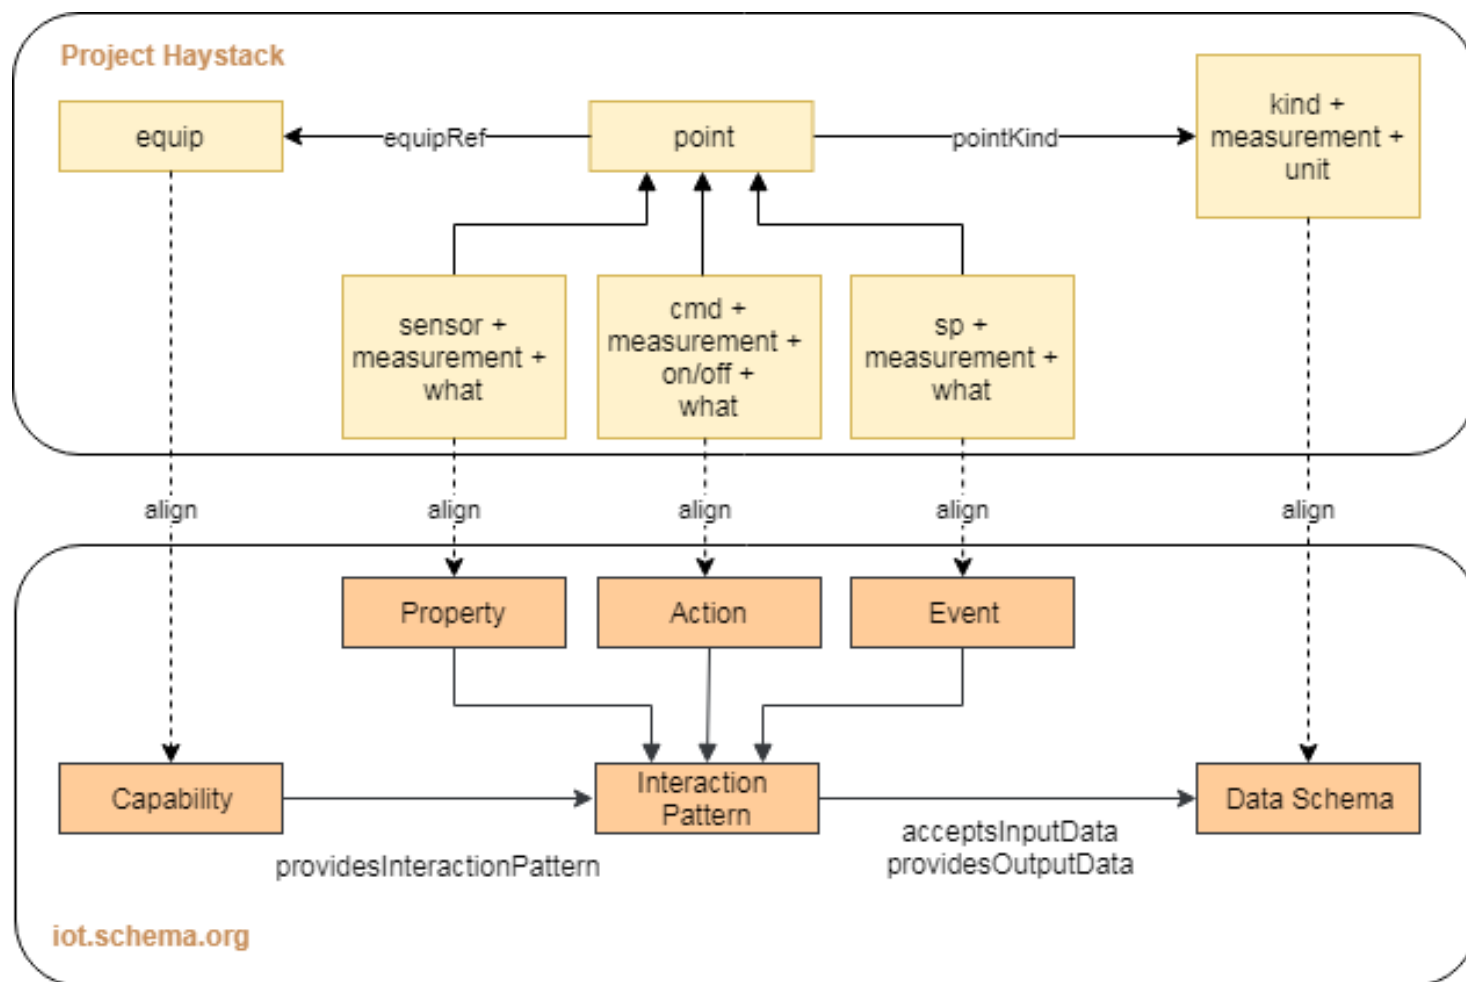 Project Haystack
equip
equipRef
point
pointKind
kind +
measurement +
unit
sensor +
measurement +
what
cmd +
measurement +
on/off +
what
sp +
measurement +
what
align
align
align
align
align
Property
Action
Event
Capability
Interaction
Pattern
Data Schema
providesInteractionPattern
acceptsInputData
providesOutputData
iot.schema.org